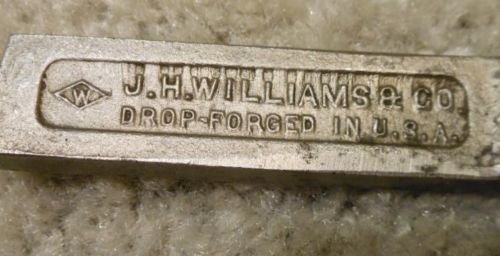 W J.H.WILLIAMS & CO.
DROP-FORGED IN U.S.A.